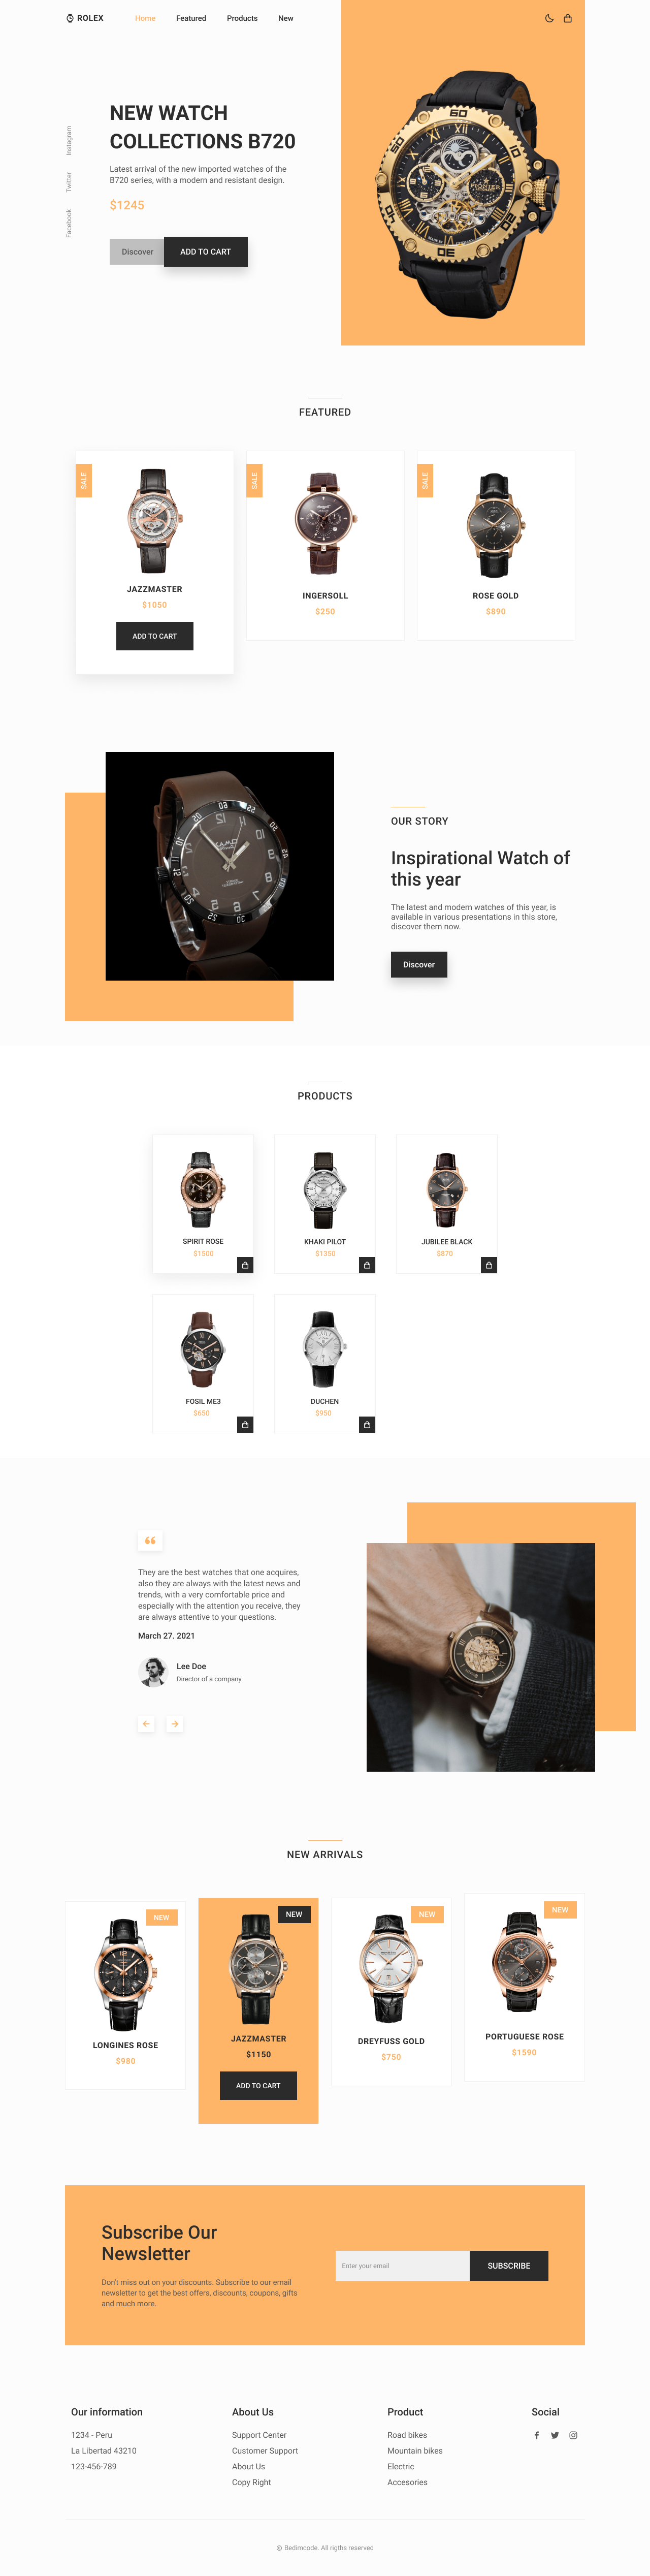 ROLEX
Home
Featured
Products
New
NEW WATCH
COLLECTIONS B720
Latest arrival of the new imported watches of the
B720 series, with a modern and resistant design.
$1245
Discover
ADD TO CART
Instagram
Twitter
Facebook
FEATURED
SALE
JAZZMASTER
$1050
ADD TO CART
SALE
INGERSOLL
$250
SALE
ROSE GOLD
$890
OUR STORY
Inspirational Watch of
this year
The latest and modern watches of this year, is
available in various presentations in this store,
discover them now.
Discover
PRODUCTS
SPIRIT ROSE
$1500
KHAKI PILOT
$1350
JUBILEE BLACK
$870
FOSIL ME3
$650
DUCHEN
$950
They are the best watches that one acquires,
also they are always with the latest news and
trends, with a very comfortable price and
especially with the attention you receive, they
are always attentive to your questions.
March 27. 2021
Lee Doe
Director of a company
NEW ARRIVALS
NEW
LONGINES ROSE
$980
NEW
JAZZMASTER
$1150
ADD TO CART
NEW
DREYFUSS GOLD
$750
NEW
PORTUGUESE ROSE
$1590
Subscribe Our
Newsletter
Don't miss out on your discounts. Subscribe to our email
newsletter to get the best offers, discounts, coupons, gifts
and much more.
Enter your email
SUBSCRIBE
Our information
1234 - Peru
La Libertad 43210
123-456-789
About Us
Support Center
Customer Support
About Us
Copy Right
Product
Road bikes
Mountain bikes
Electric
Accesories
Social
© Bedimcode. All rigths reserved